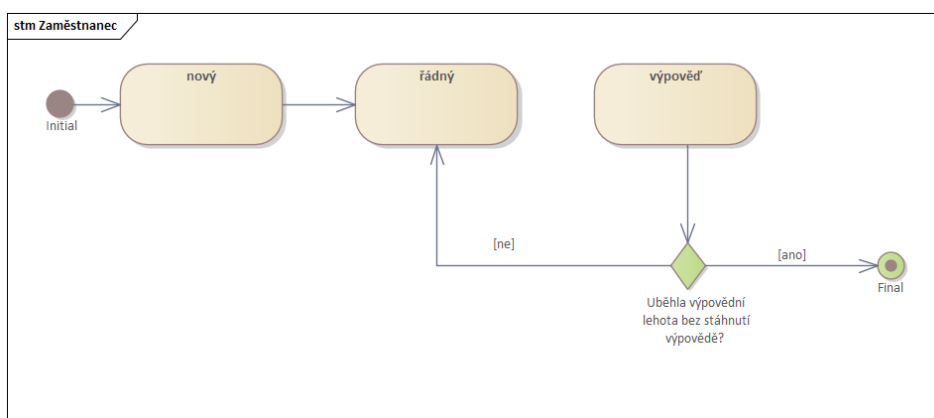 stm Zaměstnanec
nový
řádný
výpověď
Initial
[ne]
[ano]
Final
Uběhla výpovědní
lehota bez stáhnutí
výpovědě?